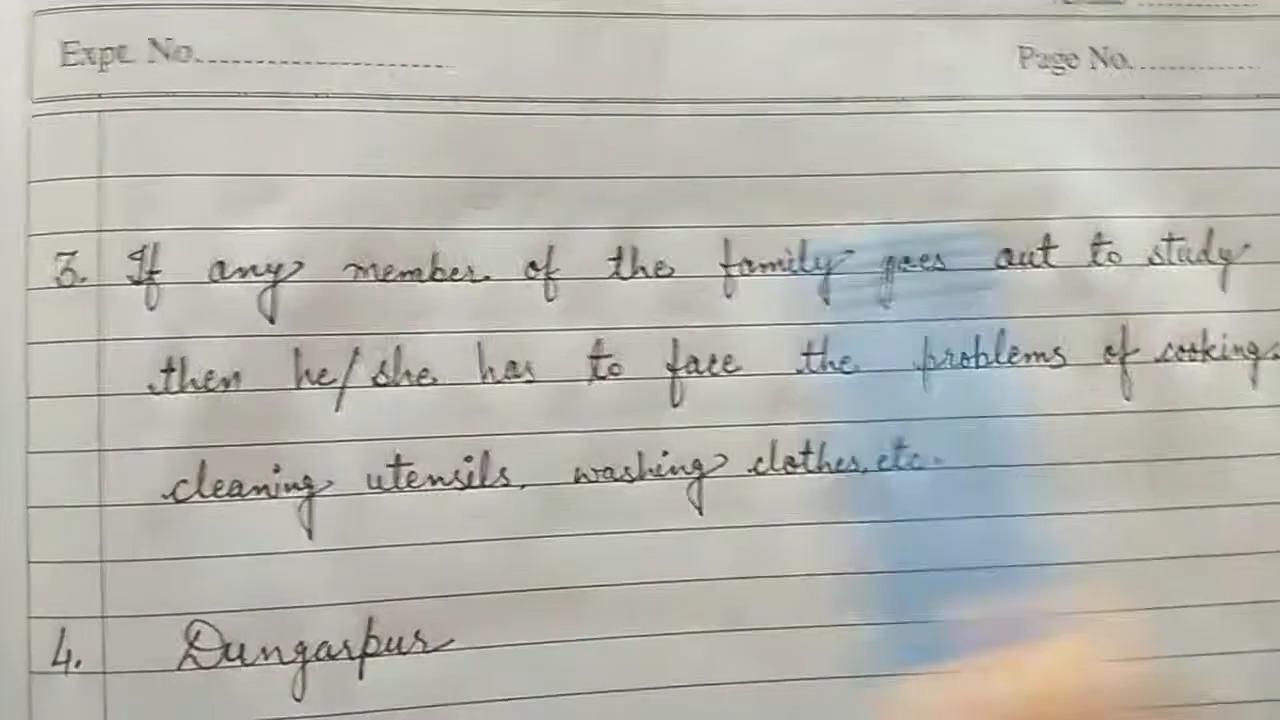 Expt. No.
Page No.
3. If any member of the family goes out to study
then he/she has to face the problems of cooking,
cleaning utensils, washing clothes, etc.
4. Dungarpur